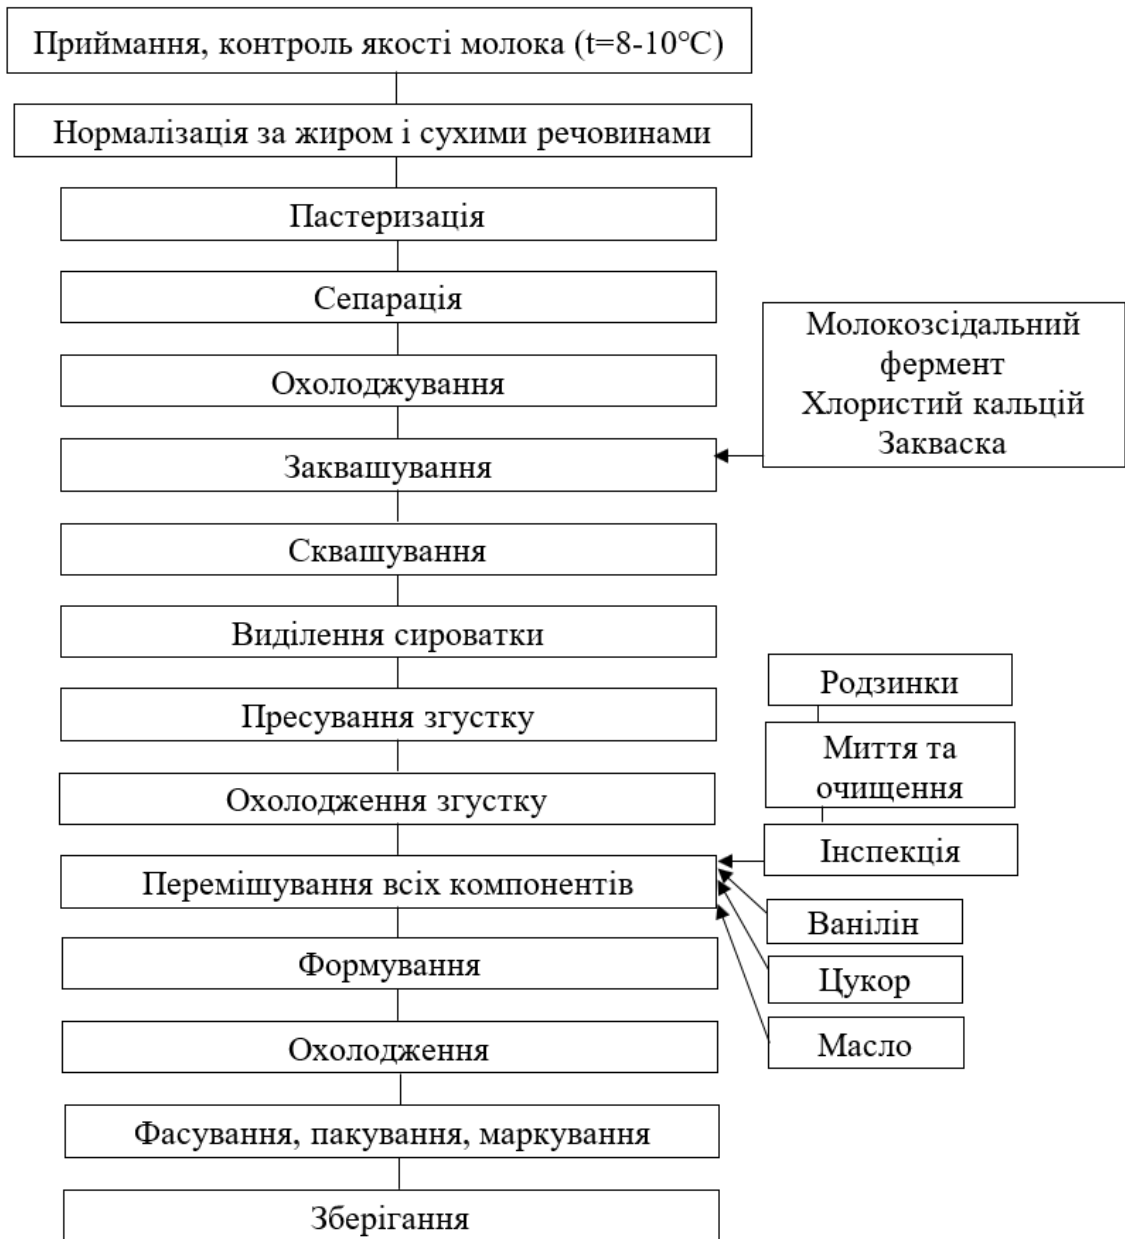 Приймання, контроль якості молока (t=8-10°C)
Нормалізація за жиром і сухими речовинами
Пастеризація
Сепарація
Охолоджування
Молокозсідальний
фермент
Хлористий кальцій
Закваска
Заквашування
Сквашування
Виділення сироватки
Пресування згустку
Охолодження згустку
Родзинки
Миття та
очищення
Інспекція
Перемішування всіх компонентів
Ванілін
Цукор
Масло
Формування
Охолодження
Фасування, пакування, маркування
Зберігання